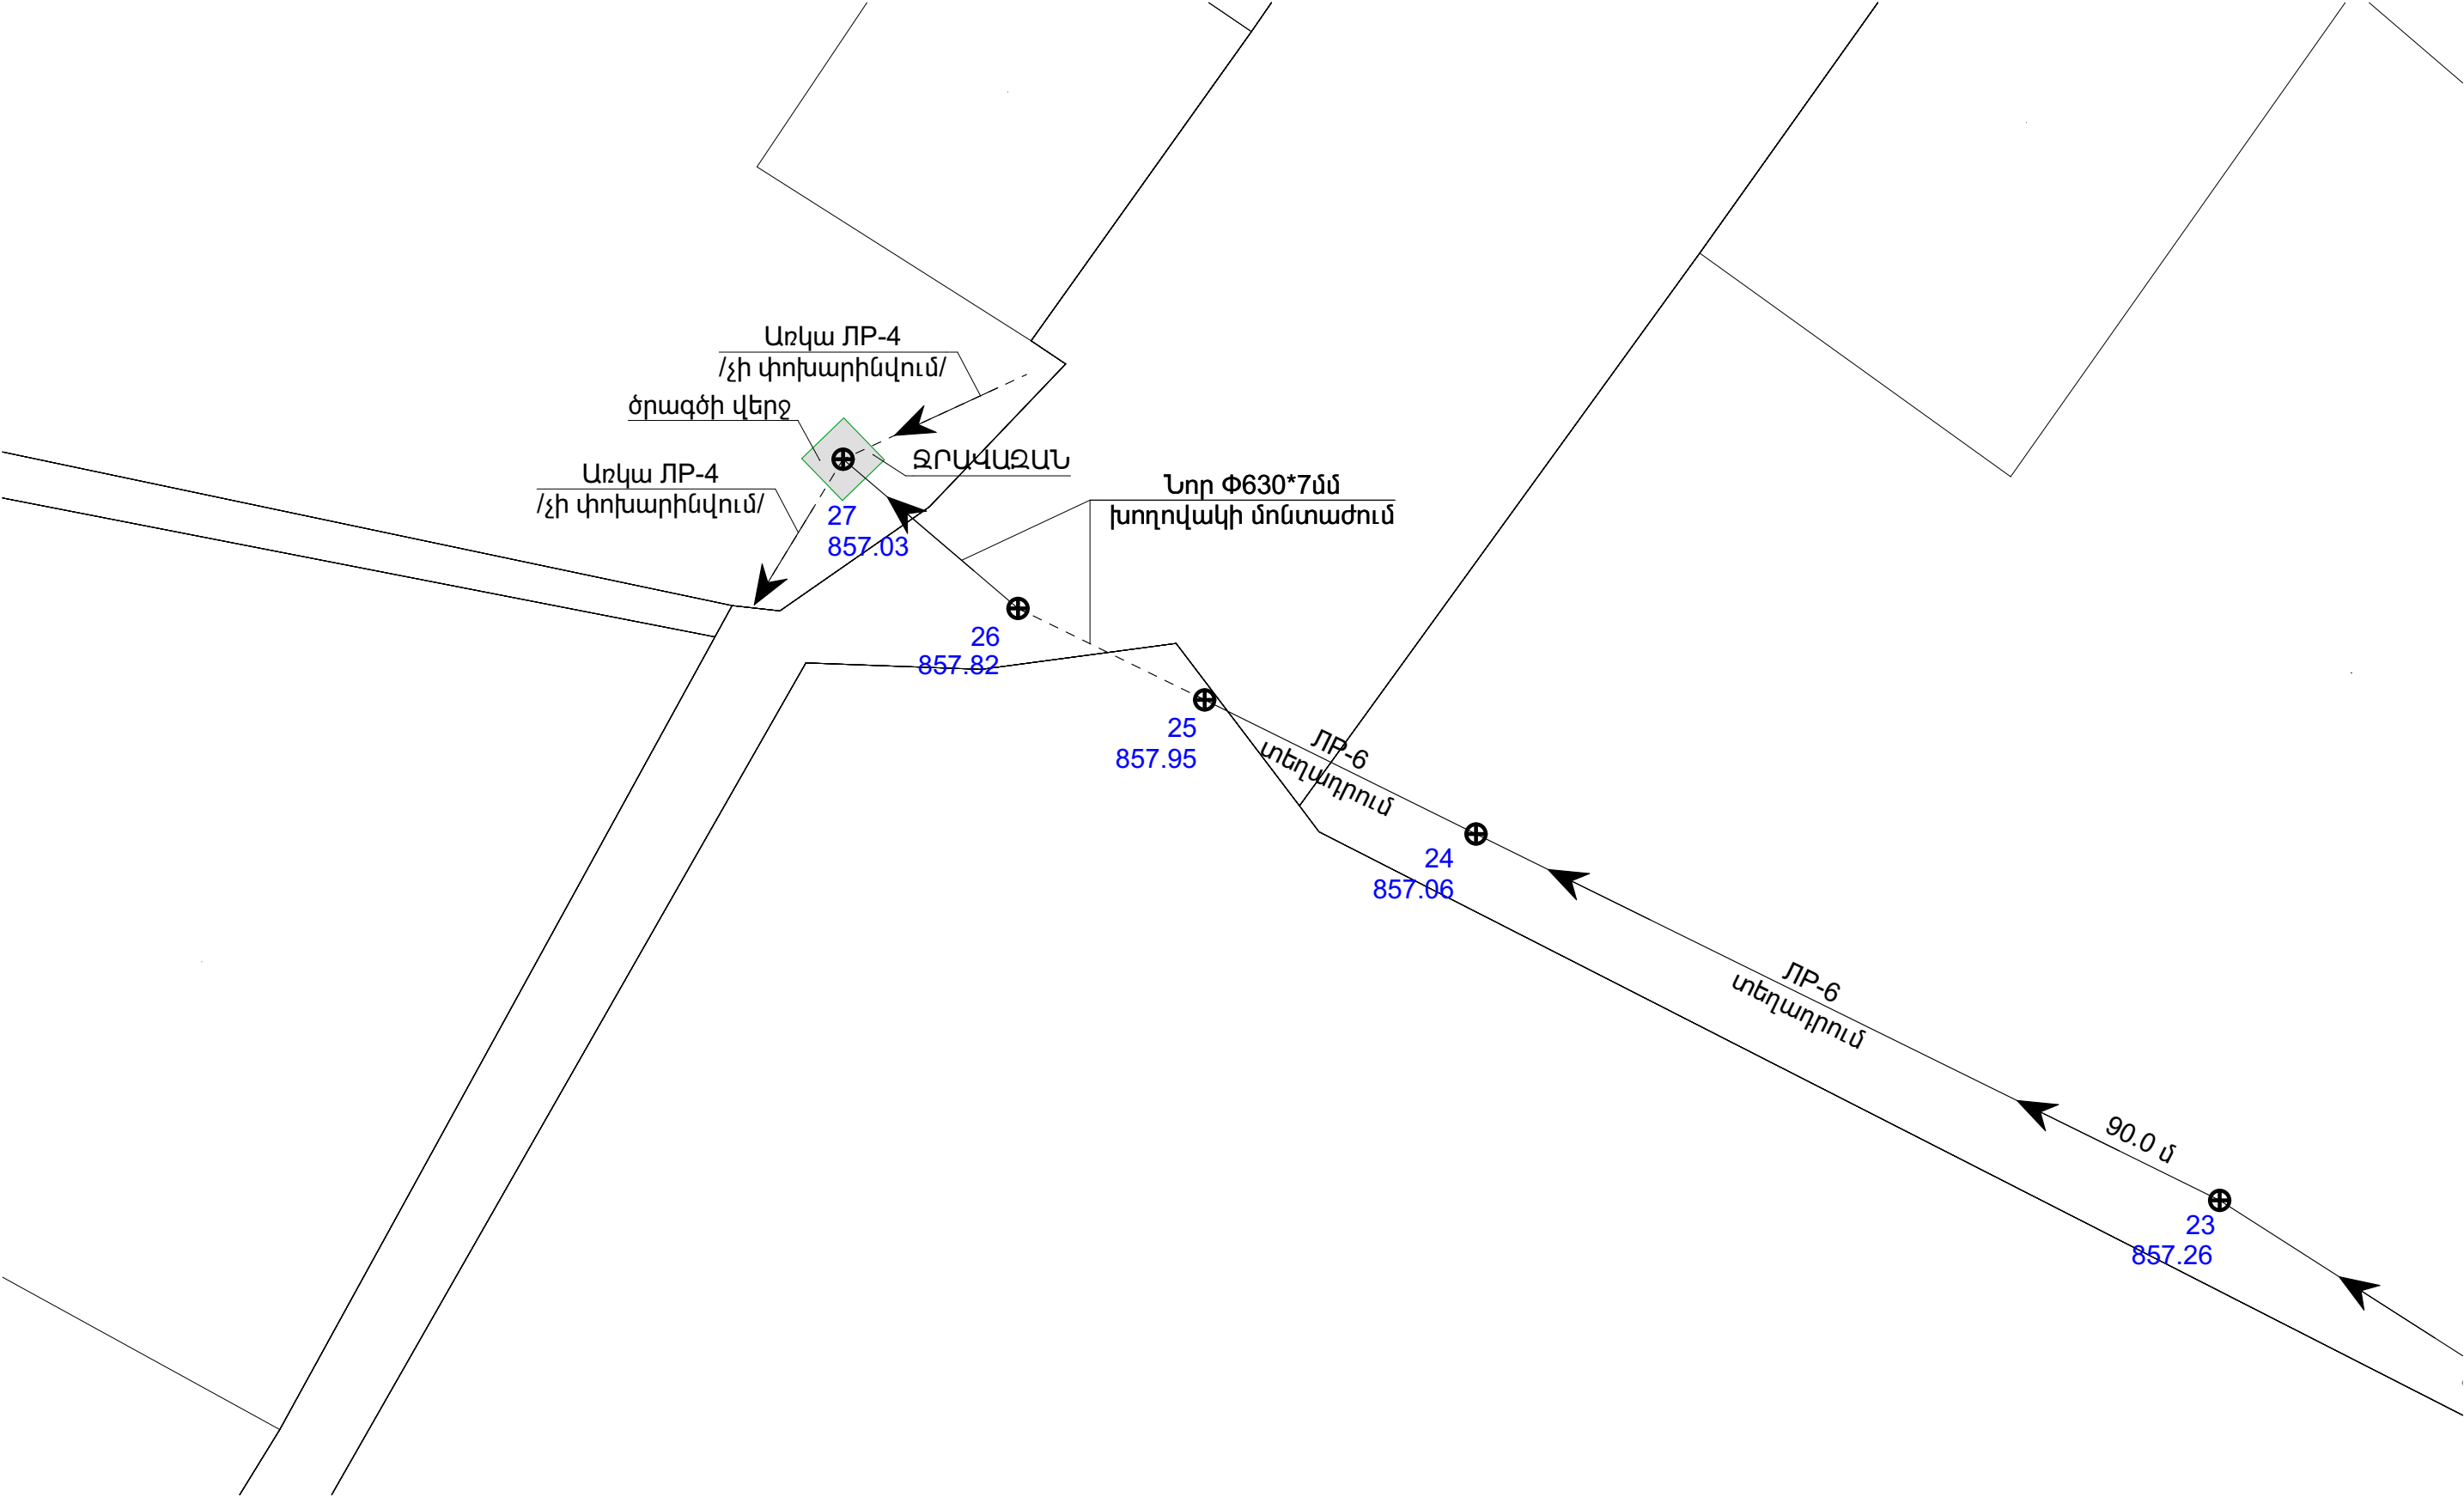 Առկա ЛР-4
/չի փոխարինվում/
ծրագծի վերջ
ՋՐԱՎԱԶԱՆ
Առկա ЛР-4
/չի փոխարինվում/
27
857.03
Նոր Ф630*7մմ
խողովակի մոնտաժում
26
857.82
25
857.95
ЛР-6
տեղադրում
24
857.06
ЛР-6
տեղադրում
90.0 մ
23
857.26